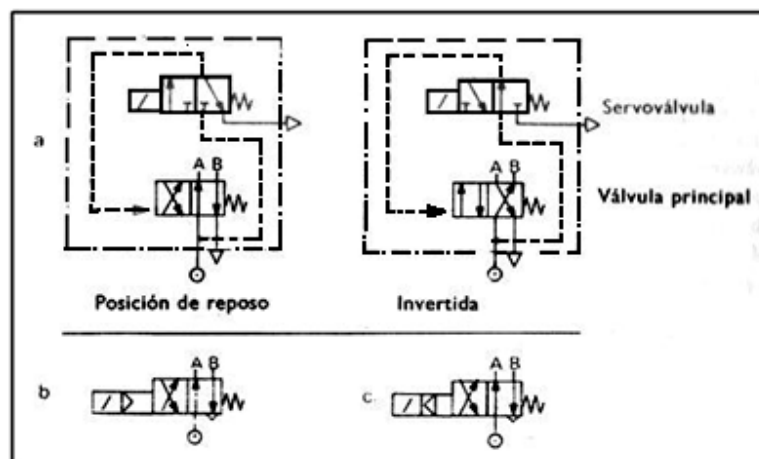 a
Servoválvula
A B
A B
Válvula principal
Posición de reposo
Invertida
b
A B
c
A B